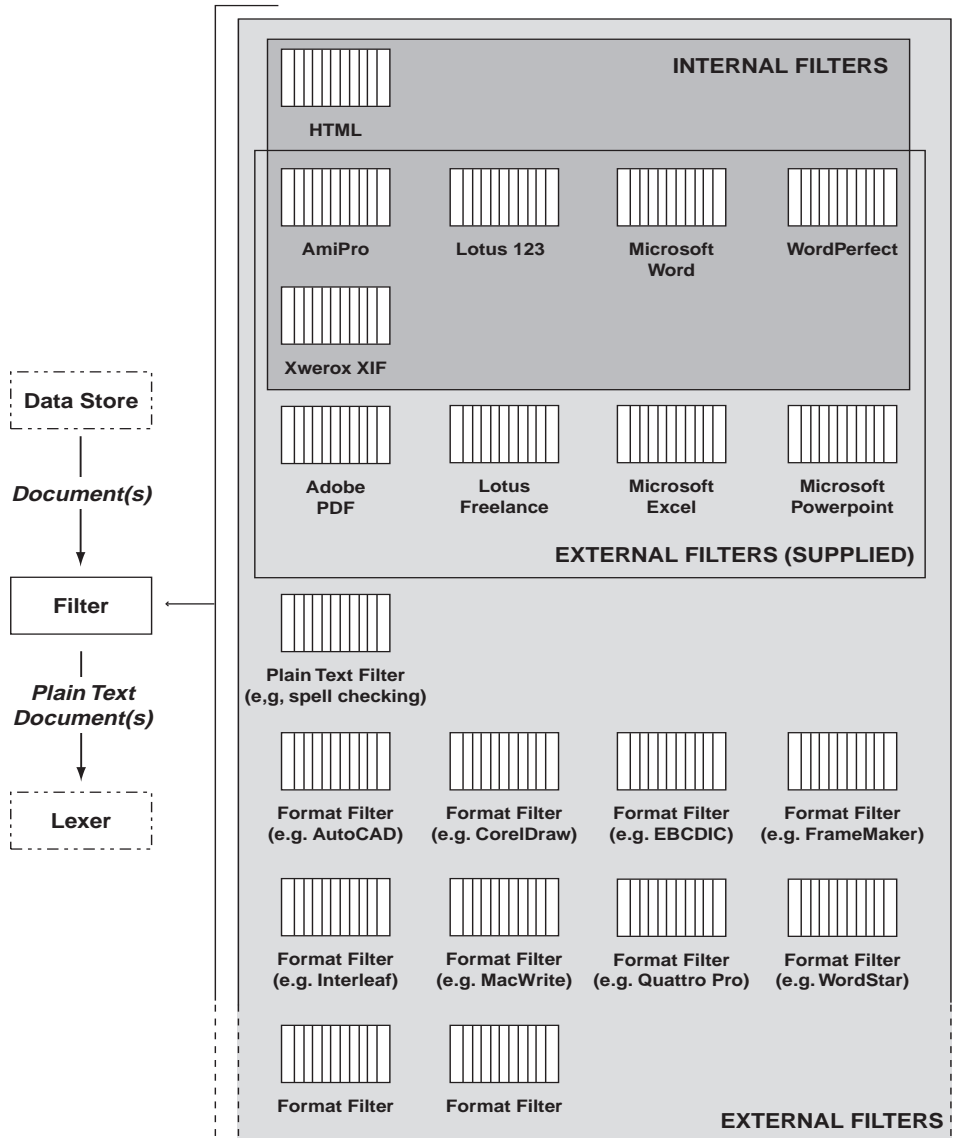 INTERNAL FILTERS
HTML
AmiPro
Lotus 123
Microsoft
Word
WordPerfect
Xwerox XIF
Adobe
PDF
Lotus
Freelance
Microsoft
Excel
Microsoft
Powerpoint
EXTERNAL FILTERS (SUPPLIED)
Plain Text Filter
(e,g, spell checking)
Format Filter
(e.g. AutoCAD)
Format Filter
(e.g. CorelDraw)
Format Filter
(e.g. EBCDIC)
Format Filter
(e.g. FrameMaker)
Format Filter
(e.g. Interleaf)
Format Filter
(e.g. MacWrite)
Format Filter
(e.g. Quattro Pro)
Format Filter
(e.g. WordStar)
Format Filter
Format Filter
EXTERNAL FILTERS
Data Store
Document(s)
Filter
Plain Text
Document(s)
Lexer